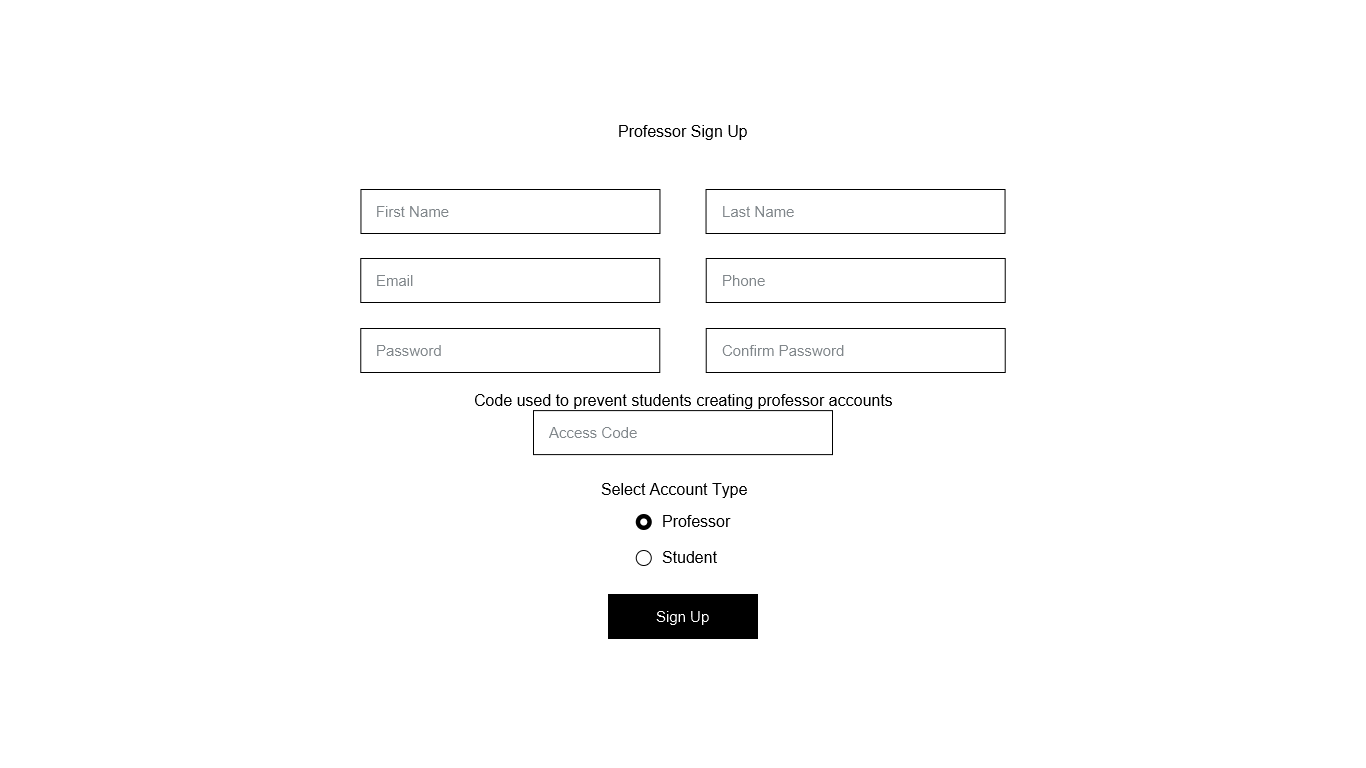 Professor Sign Up
First Name
Last Name
Email
Phone
Password
Confirm Password
Code used to prevent students creating professor accounts
Access Code
Select Account Type
Professor
Student
Sign Up